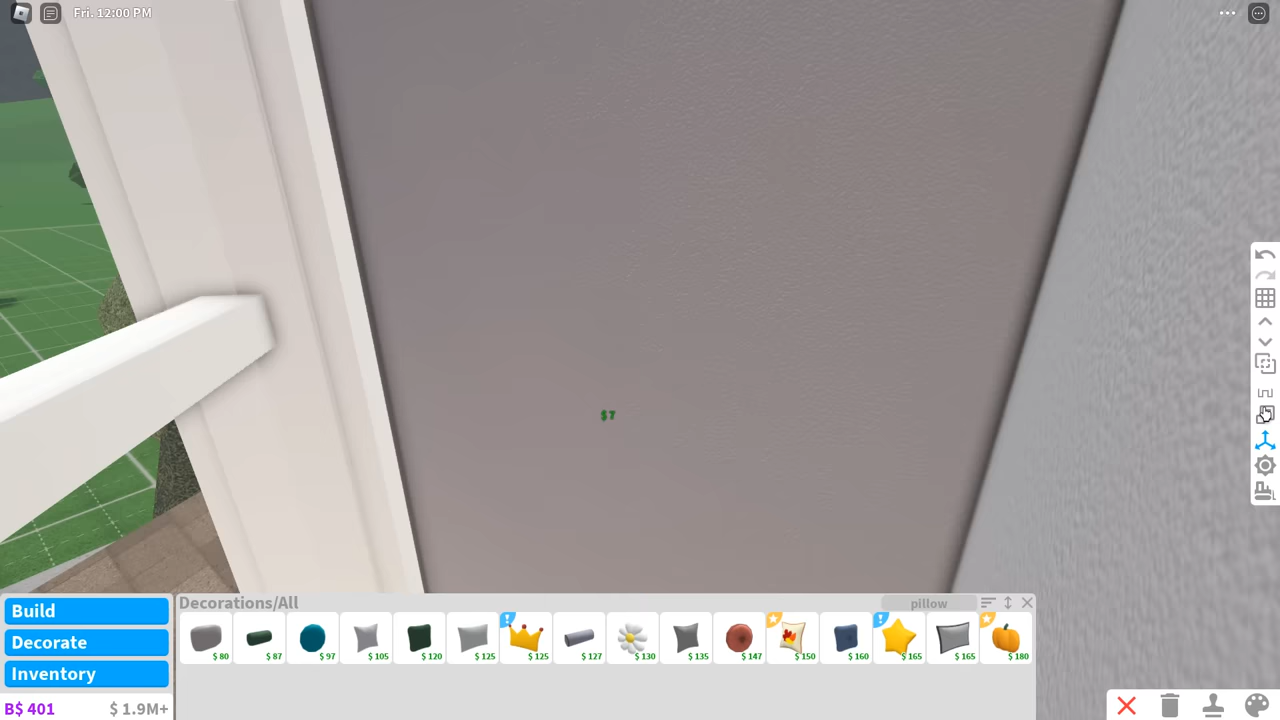 Fri. 12:00 PM
$7
Build
Decorate
Inventory
B$ 401 $ 1.9M+
Decorations/All pillow
$ 80 $ 87 $ 97 $ 105 $ 120 $ 125 $ 125 $ 127 $ 130 $ 135 $ 147 $ 150 $ 160 $ 165 $ 165 $ 180